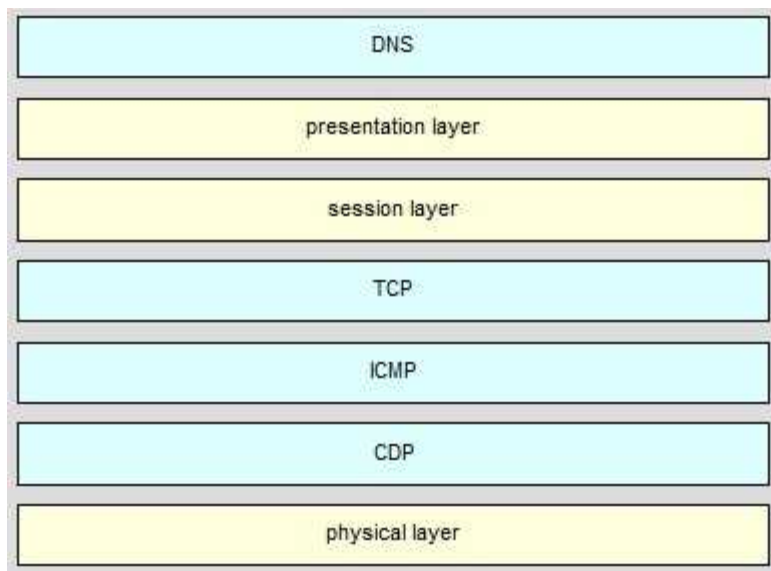 DNS
presentation layer
session layer
TCP
ICMP
CDP
physical layer